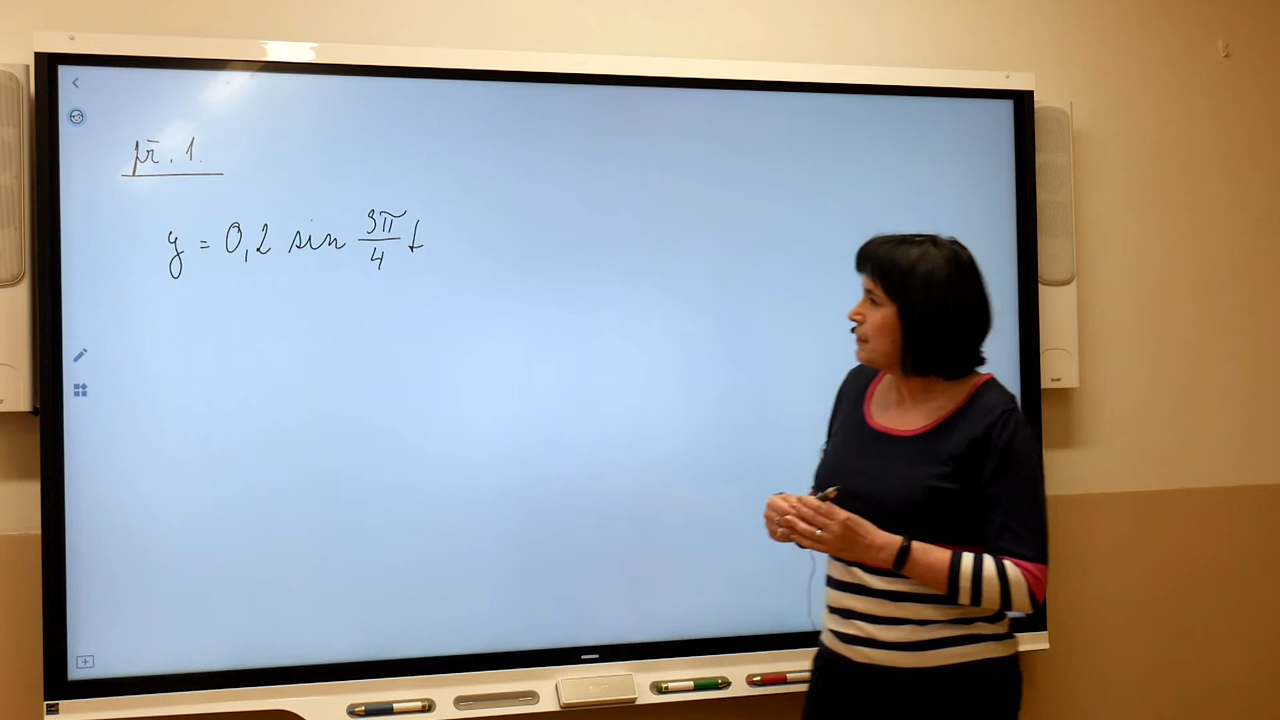 př. 1.
y = 0,2 sin 3π/4 t